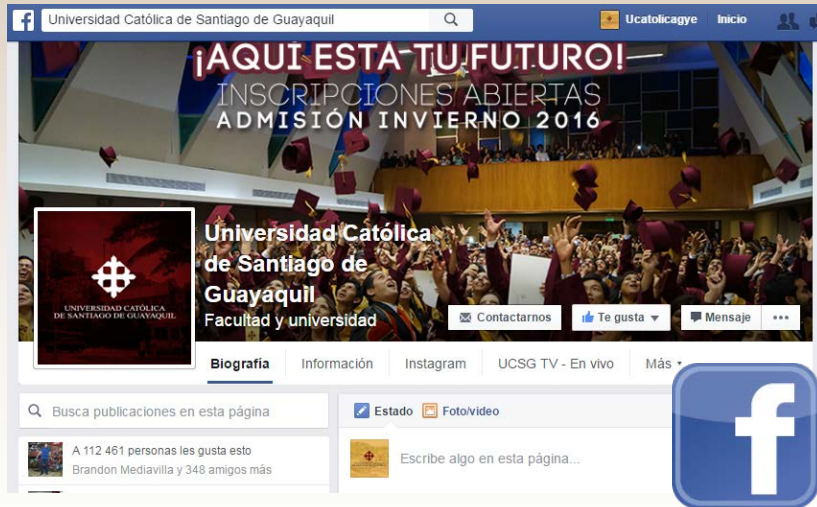 f
Universidad Católica de Santiago de Guayaquil
Ucatolicagye Inicio
¡AQUÍ ESTA TU FUTURO!
INSCRIPCIONES ABIERTAS
ADMISIÓN INVIERNO 2016
UNIVERSIDAD CATÓLICA
DE SANTIAGO DE GUAYAQUIL
Universidad Católica
de Santiago de
Guayaquil
Facultad y universidad
Contactarnos Te gusta Mensaje
Biografía Información Instagram UCSG TV - En vivo Más
Busca publicaciones en esta página
A 112 461 personas les gusta esto
Brandon Mediavilla y 348 amigos más
Estado Foto/video
Escribe algo en esta página...
f